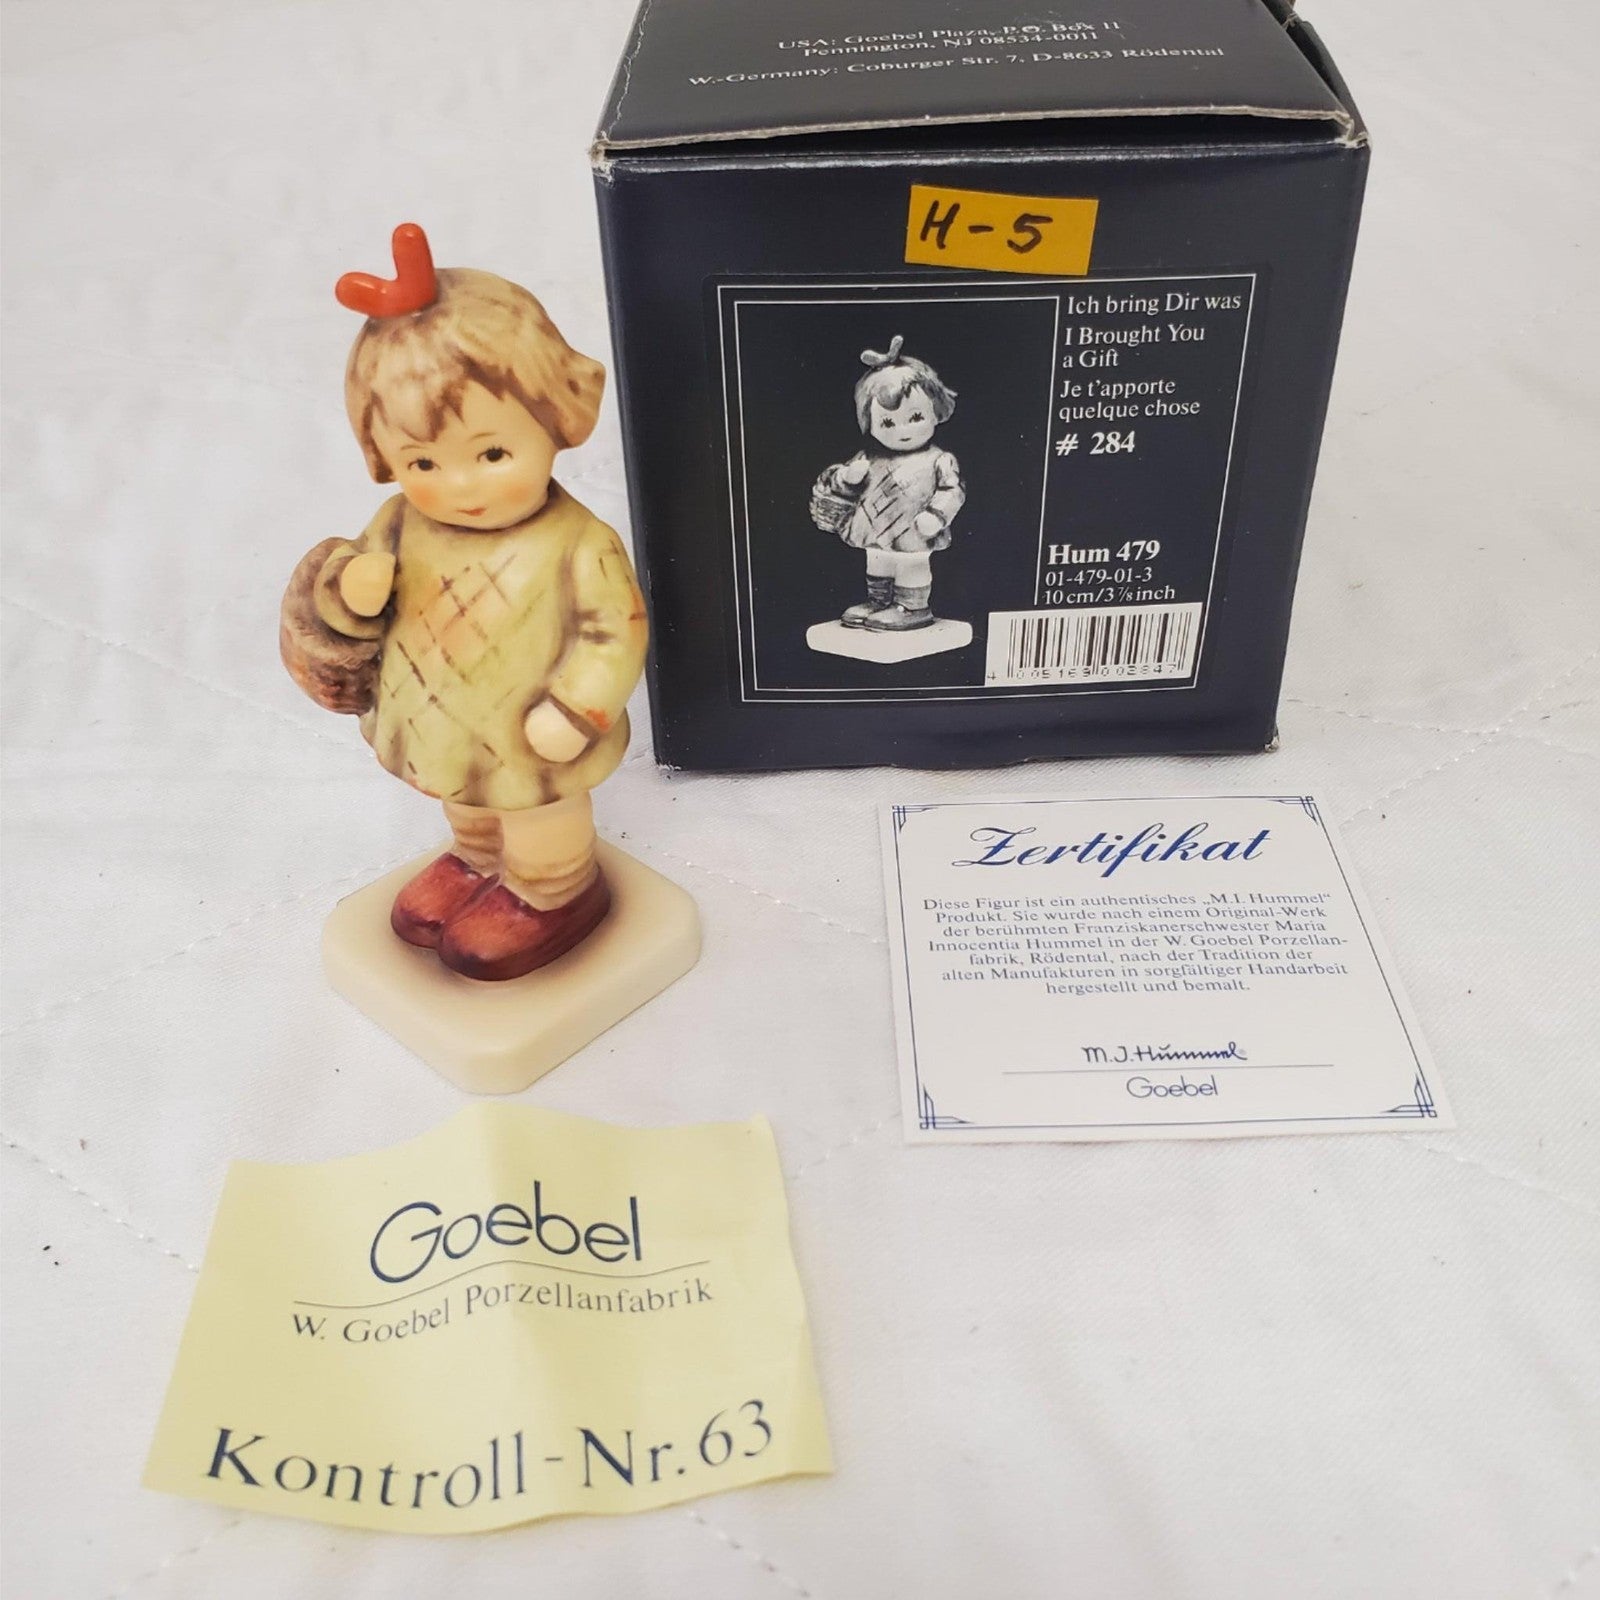 USA: Goebel Plaza, P.O. Box 11
Pennington, NJ 08534-0011
W.-Germany: Coburger Str. 7, D-8633 Rödental
H-5
Ich bring Dir was
I Brought You
a Gift
Je t'apporte
quelque chose
# 284
Hum 479
01-479-01-3
10 cm/3 ⅞ inch
4 005169 002847
Zertifikat
Diese Figur ist ein authentisches „M.I. Hummel“
Produkt. Sie wurde nach einem Original-Werk
der berühmten Franziskanerschwester Maria
Innocentia Hummel in der W. Goebel Porzellan-
fabrik, Rödental, nach der Tradition der
alten Manufakturen in sorgfältiger Handarbeit
hergestellt und bemalt.
M.J. Hummel®
Goebel
Goebel
W. Goebel Porzellanfabrik
Kontroll-Nr. 63